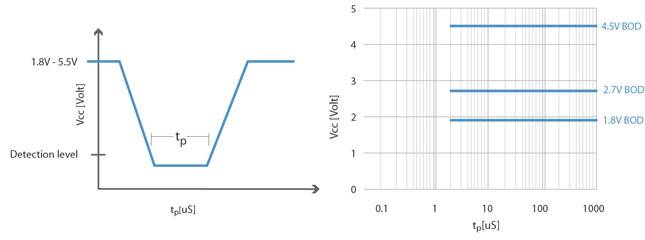 1.8V - 5.5V
Vcc [Volt]
Detection level
tp
tp[uS]
5
4
3
2
1
0
Vcc [Volt]
4.5V BOD
2.7V BOD
1.8V BOD
0.1 1 10 100 1000
tp[uS]